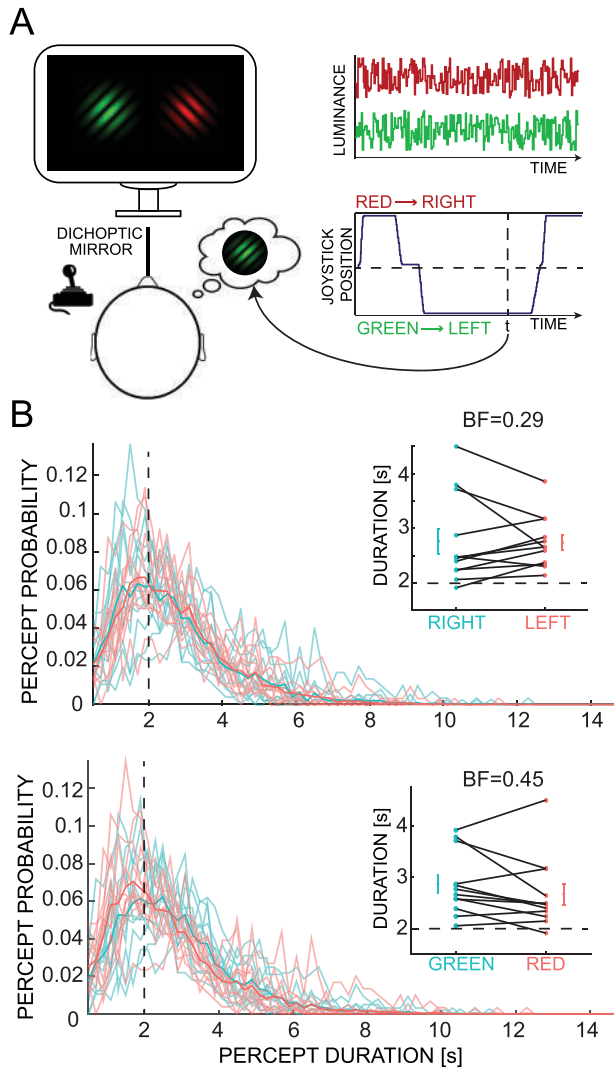 A
DICHOPTIC
MIRROR
LUMINANCE
TIME
RED → RIGHT
JOYSTICK
POSITION
GREEN → LEFT
t
TIME
B
BF=0.29
PERCEPT PROBABILITY
0.12
0.1
0.08
0.06
0.04
0.02
0
2
4
6
8
10
12
14
DURATION [s]
4
3
2
RIGHT
LEFT
BF=0.45
PERCEPT PROBABILITY
0.12
0.1
0.08
0.06
0.04
0.02
0
2
4
6
8
10
12
14
DURATION [s]
4
3
2
GREEN
RED
PERCEPT DURATION [s]